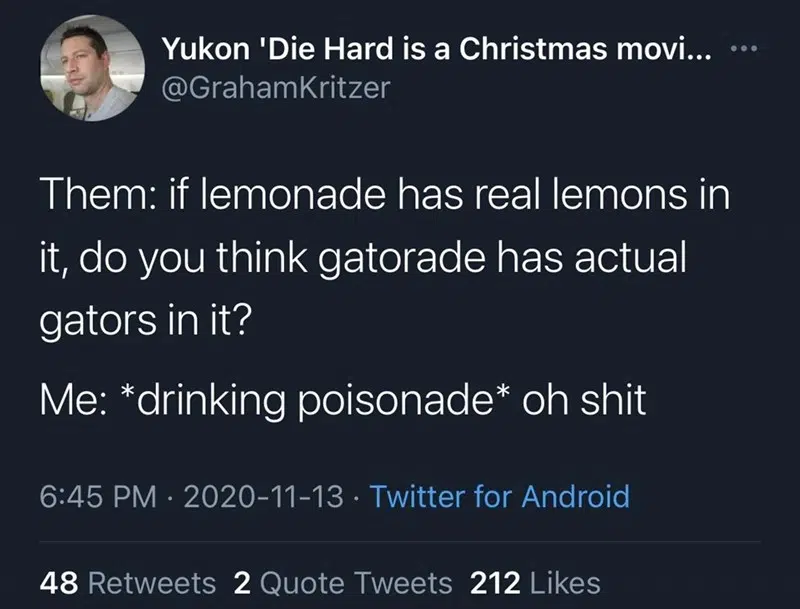 Yukon 'Die Hard is a Christmas movi...
@GrahamKritzer
Them: if lemonade has real lemons in
it, do you think gatorade has actual
gators in it?
Me: *drinking poisonade* oh shit
6:45 PM · 2020-11-13 · Twitter for Android
48 Retweets 2 Quote Tweets 212 Likes